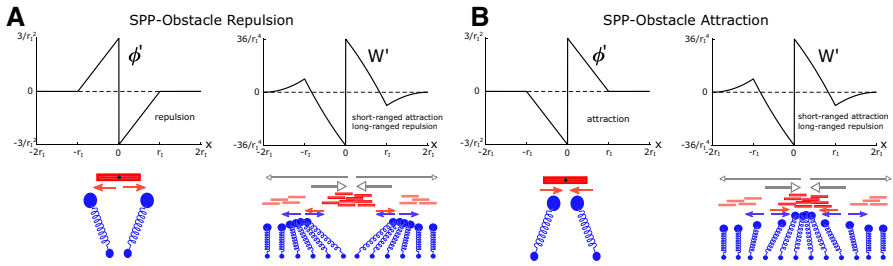 A
SPP-Obstacle Repulsion
3/r₁²
ϕ'
0
repulsion
-3/r₁²
-2r₁ -r₁ 0 r₁ 2r₁ x
36/r₁⁴
W'
0
short-ranged attraction
long-ranged repulsion
-36/r₁⁴
-2r₁ -r₁ 0 r₁ 2r₁ x
B
SPP-Obstacle Attraction
3/r₁²
ϕ'
0
attraction
-3/r₁²
-2r₁ -r₁ 0 r₁ 2r₁ x
36/r₁⁴
W'
0
short-ranged attraction
long-ranged repulsion
-36/r₁⁴
-2r₁ -r₁ 0 r₁ 2r₁ x